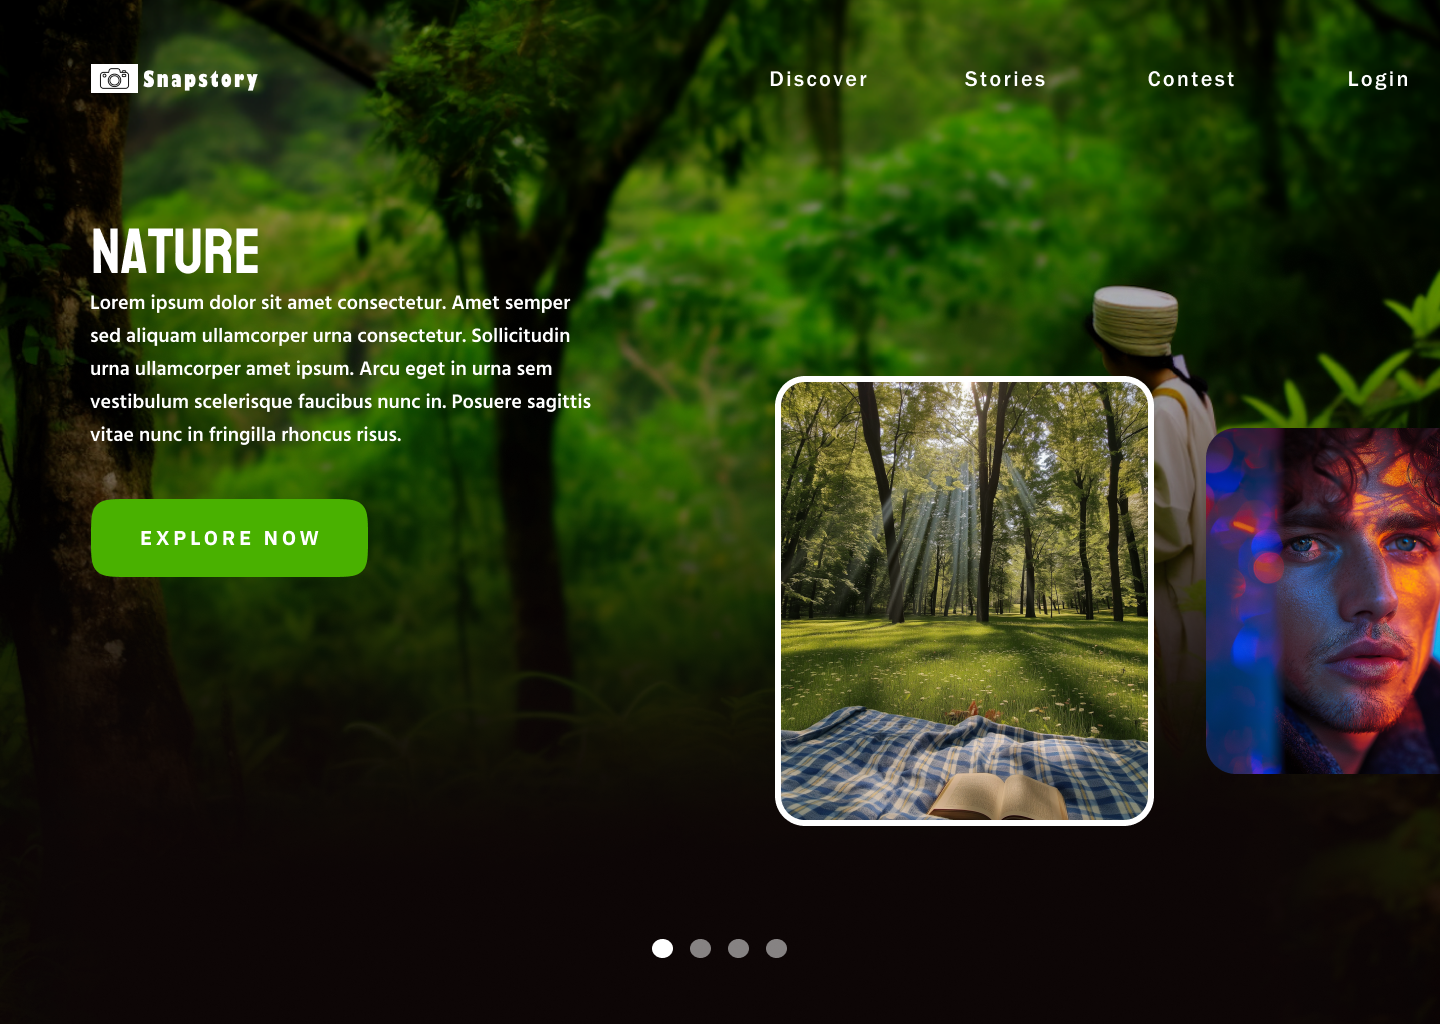 Snapstory
Discover
Stories
Contest
Login
NATURE
Lorem ipsum dolor sit amet consectetur. Amet semper
sed aliquam ullamcorper urna consectetur. Sollicitudin
urna ullamcorper amet ipsum. Arcu eget in urna sem
vestibulum scelerisque faucibus nunc in. Posuere sagittis
vitae nunc in fringilla rhoncus risus.
EXPLORE NOW